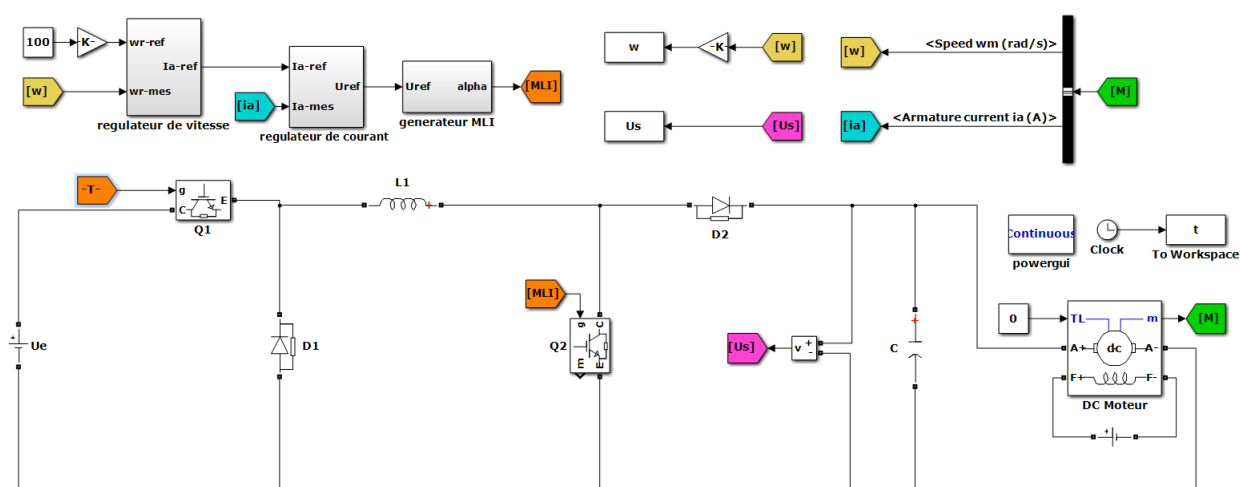 100
-K-
wr-ref
Ia-ref
wr-mes
[w]
regulateur de vitesse
Ia-ref
Uref
Ia-mes
[ia]
regulateur de courant
Uref
alpha
generateur MLI
[MLI]
w
-K-
[w]
Us
[Us]
[w]
<Speed wm (rad/s)>
[ia]
<Armature current ia (A)>
[M]
-T-
g
C
E
Q1
L1
+
D2
Continuous
powergui
Clock
t
To Workspace
[MLI]
g
C
m
E
Q2
D1
+
Ue
[Us]
v
+
-
+
C
0
TL
m
A+
dc
A-
F+
F-
DC Moteur
[M]
+